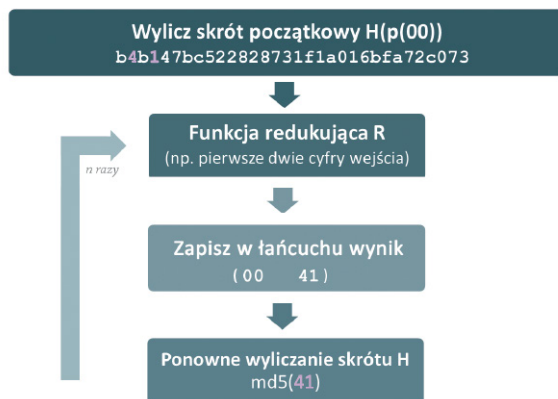 Wylicz skrót początkowy H(p(00))
b4b147bc522828731f1a016bfa72c073
Funkcja redukująca R
(np. pierwsze dwie cyfry wejścia)
n razy
Zapisz w łańcuchu wynik
(00 41)
Ponowne wyliczanie skrótu H
md5(41)